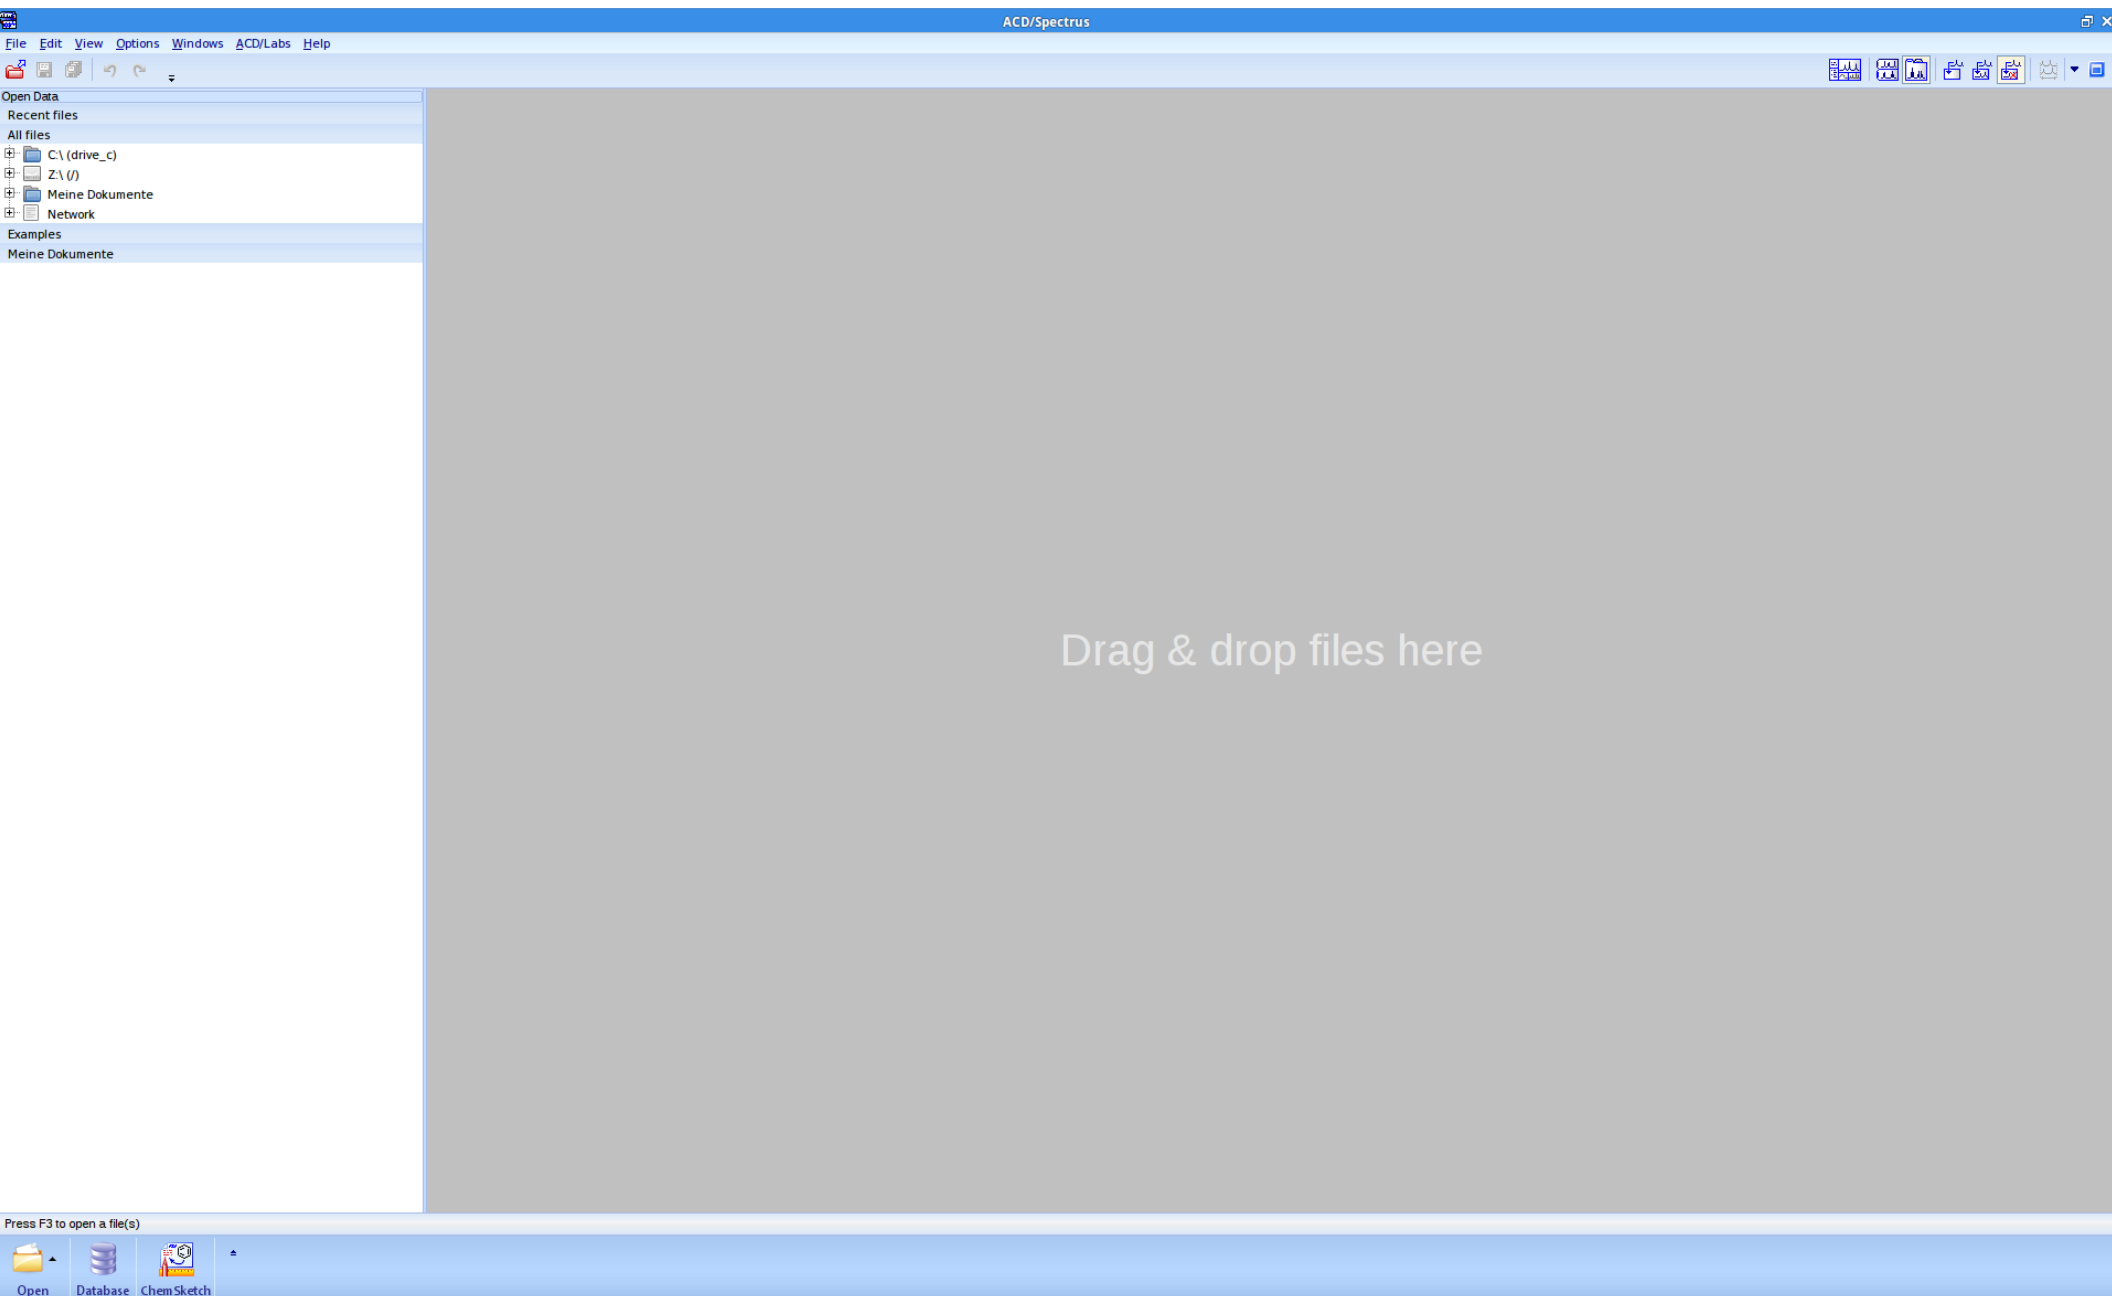 ACD/Spectrus
File Edit View Options Windows ACD/Labs Help
Open Data
Recent files
All files
C:\ (drive_c)
Z:\ (/)
Meine Dokumente
Network
Examples
Meine Dokumente
Drag & drop files here
Press F3 to open a file(s)
Open Database ChemSketch